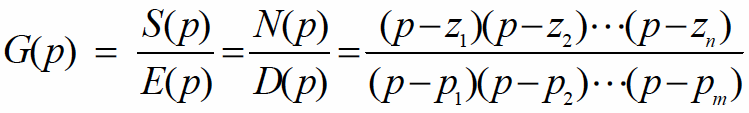 G(p) = S(p)/E(p) = N(p)/D(p) = (p−z₁)(p−z₂)⋯(p−zₙ)/(p−p₁)(p−p₂)⋯(p−pₘ)